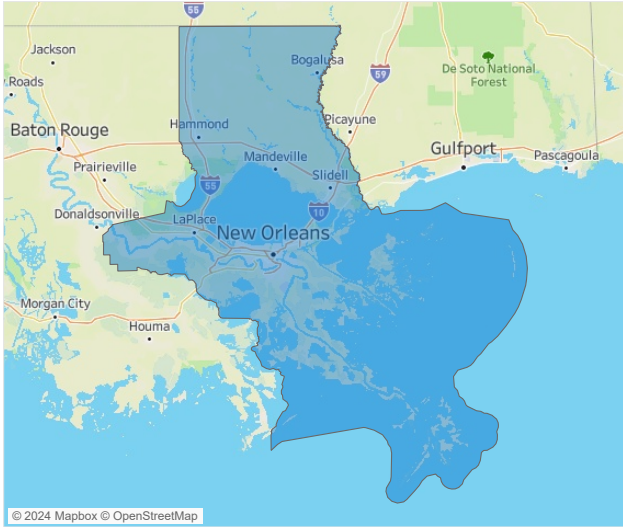 55
Jackson
Bogalusa
59
De Soto National
Forest
Roads
Hammond
Picayune
Baton Rouge
Gulfport
Mandeville
Pascagoula
Prairieville
Slidell
55
Donaldsonville
LaPlace
10
New Orleans
Morgan City
Houma
© 2024 Mapbox © OpenStreetMap